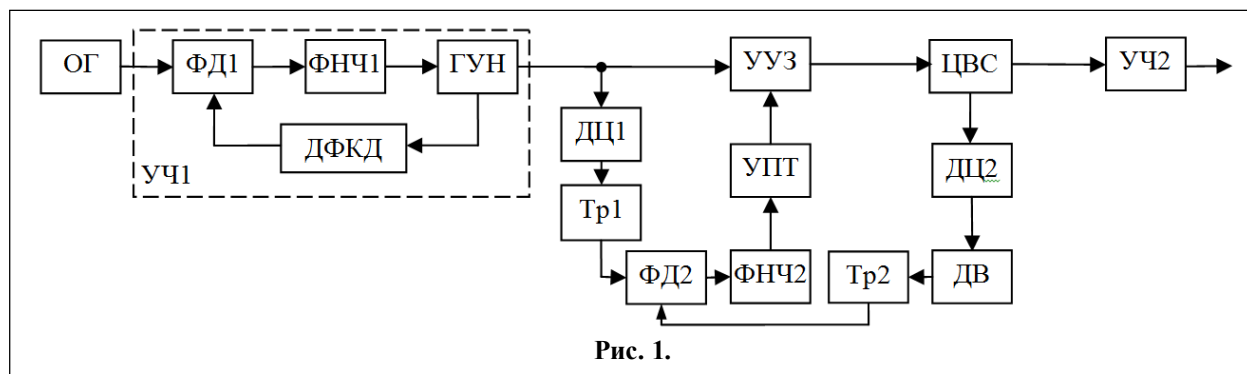 ОГ
ФД1
ФНЧ1
ГУН
УУЗ
ЦВС
УЧ2
ДФКД
УЧ1
ДЦ1
УПТ
ДЦ2
Тр1
ФД2
ФНЧ2
Тр2
ДВ
Рис. 1.